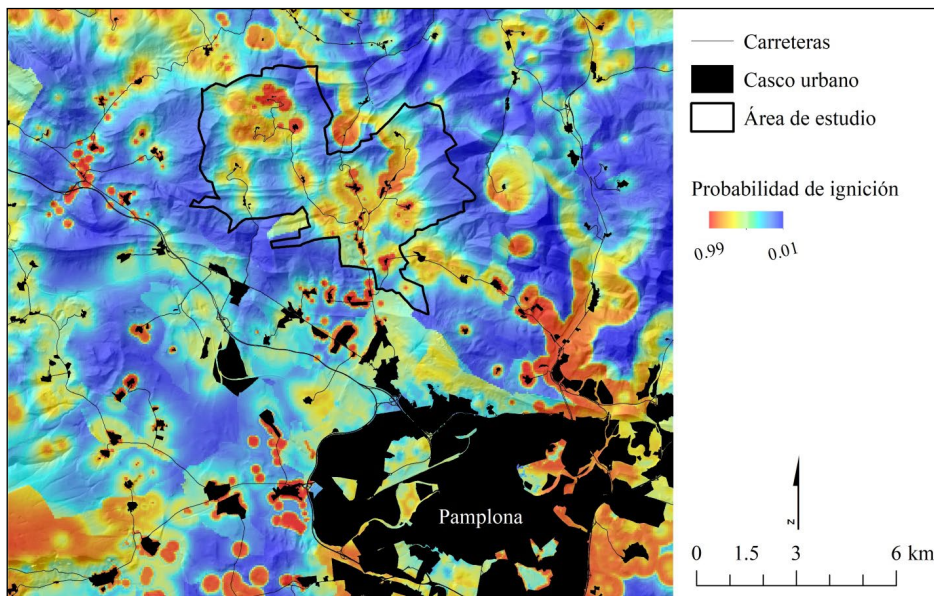 Carreteras
Casco urbano
Área de estudio
Probabilidad de ignición
0.99 0.01
Pamplona
N
0 1.5 3 6 km